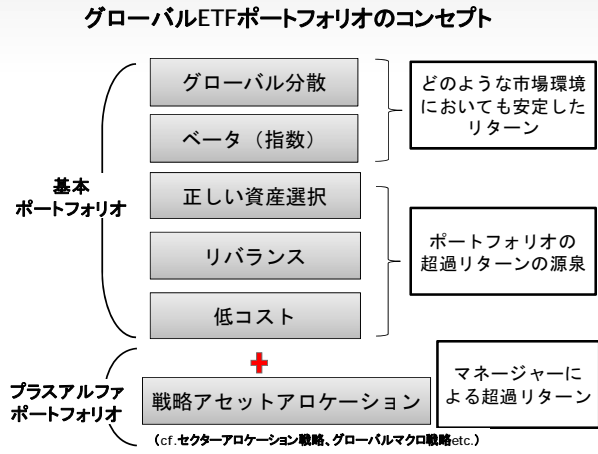 グローバルETFポートフォリオのコンセプト
グローバル分散
ベータ（指数）
どのような市場環境
においても安定した
リターン
基本
ポートフォリオ
正しい資産選択
リバランス
低コスト
ポートフォリオの
超過リターンの源泉
+
プラスアルファ
ポートフォリオ
戦略アセットアロケーション
マネージャーに
よる超過リターン
（cf.セクターアロケーション戦略、グローバルマクロ戦略etc.）